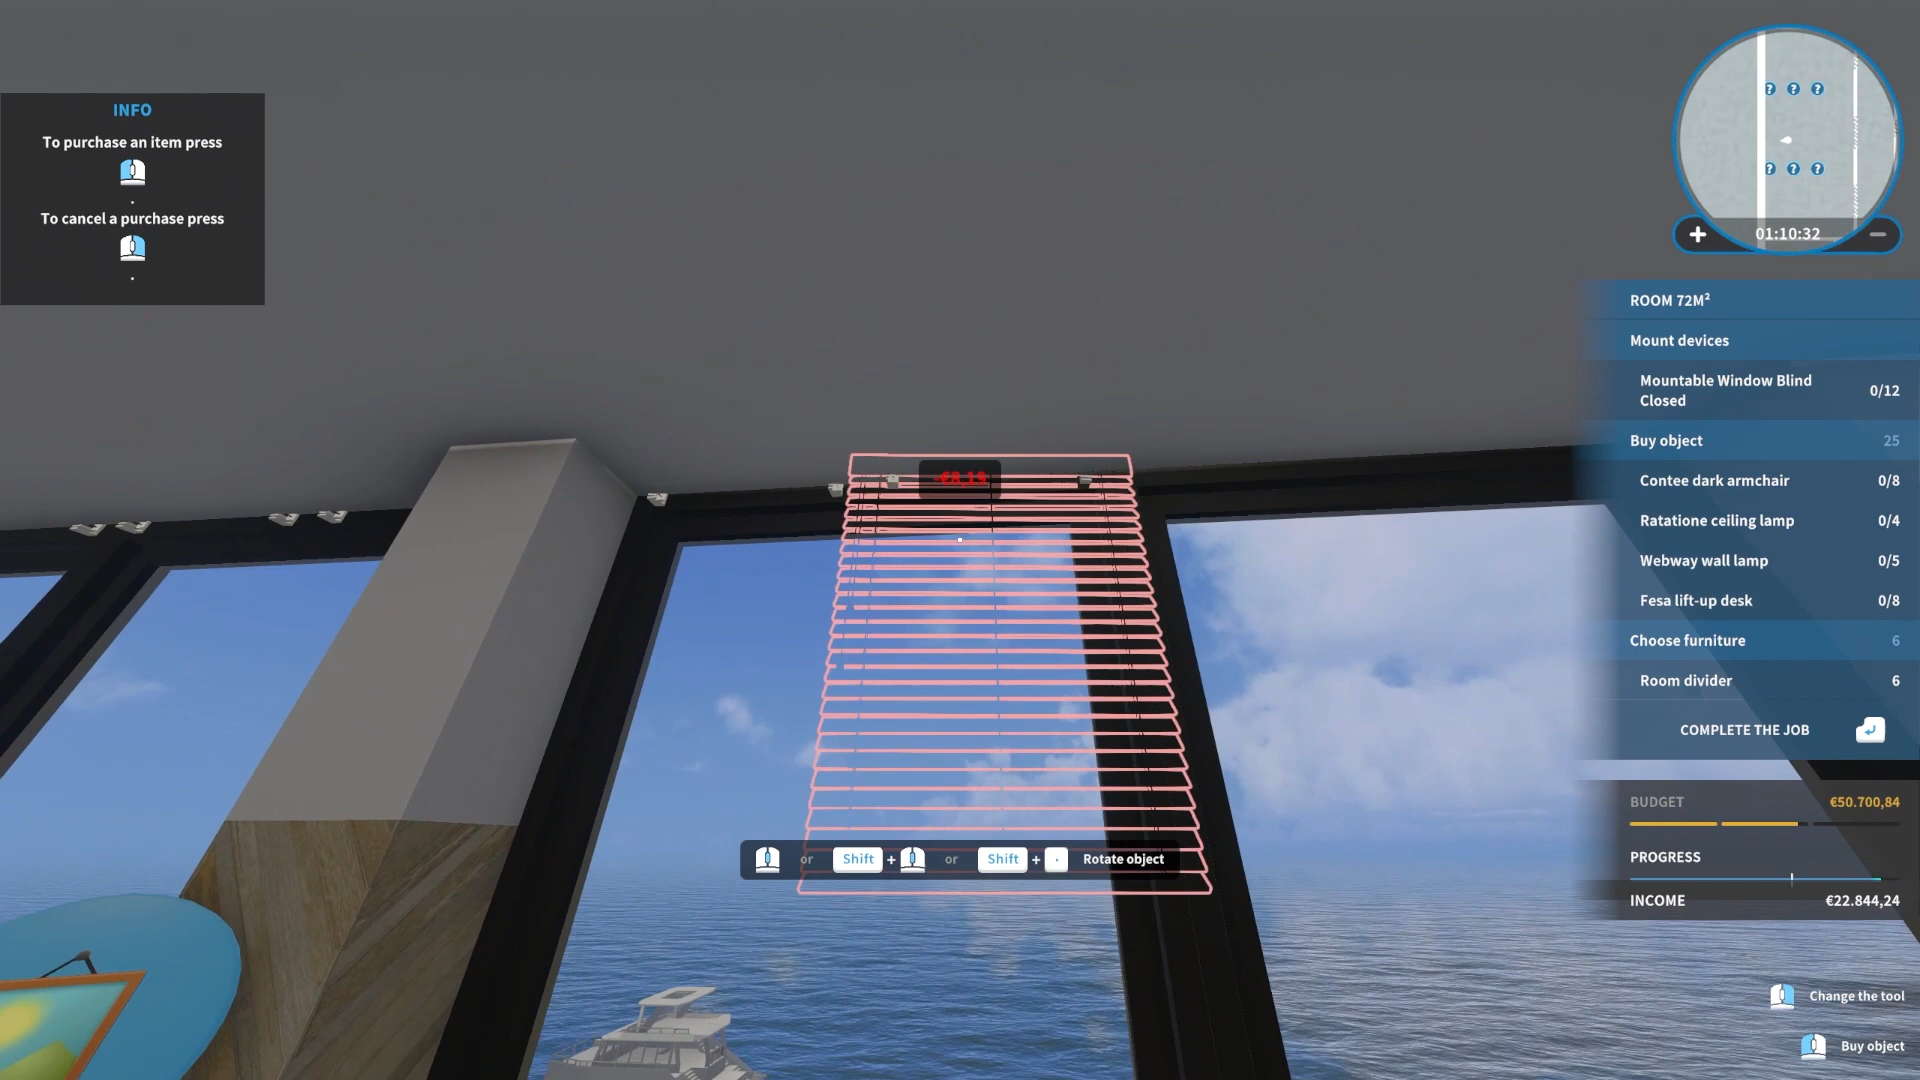 INFO
To purchase an item press
.
To cancel a purchase press
.
? ? ?
? ? ?
+ 01:10:32 −
ROOM 72M²
Mount devices
Mountable Window Blind
Closed 0/12
Buy object 25
Contee dark armchair 0/8
Ratatione ceiling lamp 0/4
Webway wall lamp 0/5
Fesa lift-up desk 0/8
Choose furniture 6
Room divider 6
COMPLETE THE JOB
BUDGET €50.700,84
PROGRESS
INCOME €22.844,24
-€8,19
or Shift + or Shift + . Rotate object
Change the tool
Buy object